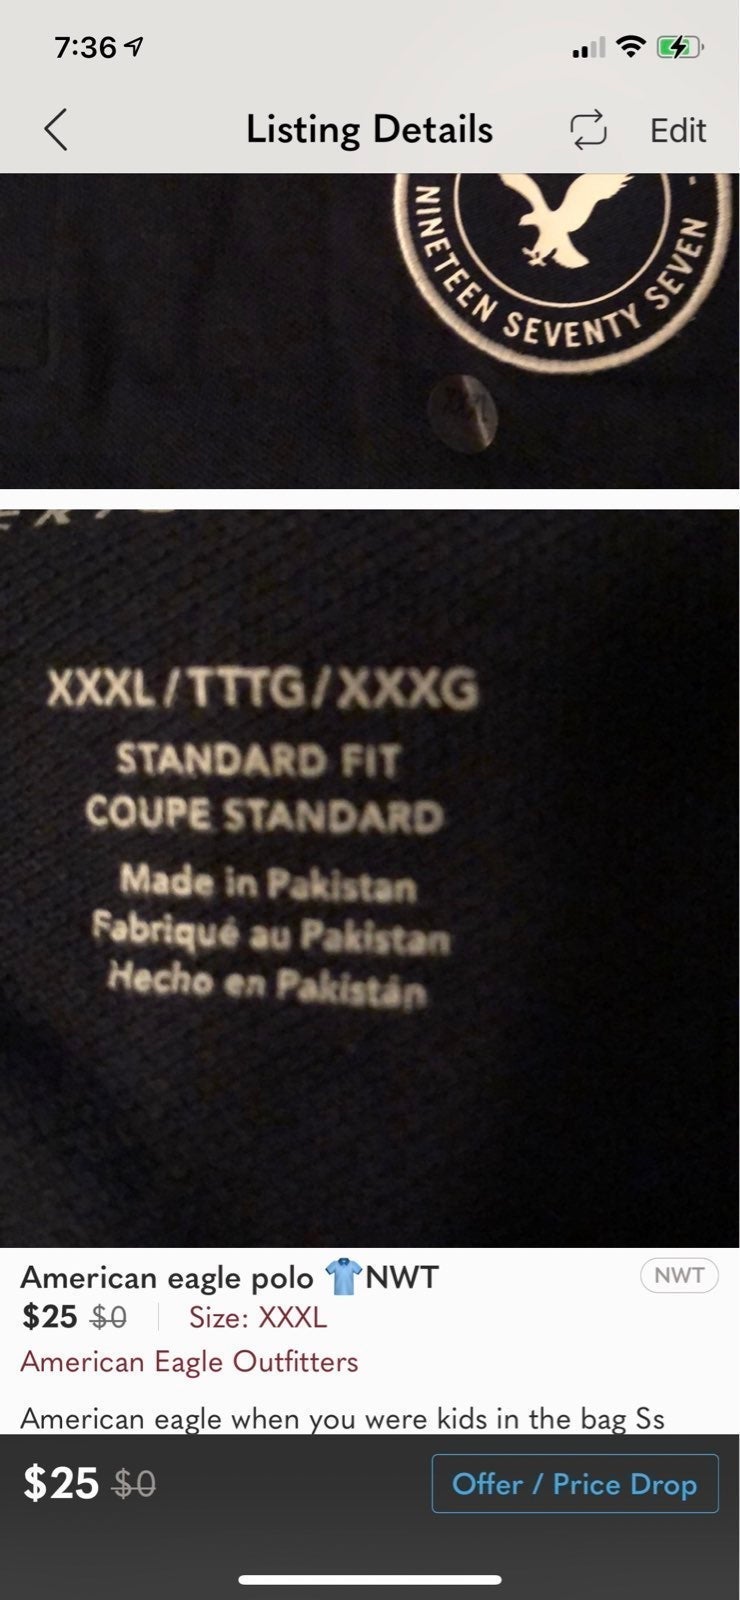 7:36
Listing Details
Edit
NINETEEN SEVENTY SEVEN -
XXXL/TTTG/XXXG
STANDARD FIT
COUPE STANDARD
Made in Pakistan
Fabriqué au Pakistan
Hecho en Pakistán
American eagle polo 👕NWT
NWT
$25 $0 Size: XXXL
American Eagle Outfitters
American eagle when you were kids in the bag Ss
$25 $0
Offer / Price Drop